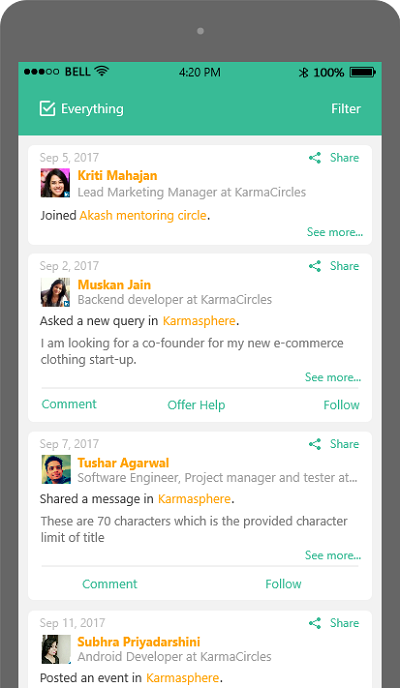 BELL 4:20 PM 100%
Everything Filter
Sep 5, 2017 Share
Kriti Mahajan
Lead Marketing Manager at KarmaCircles
Joined Akash mentoring circle.
See more...
Sep 2, 2017 Share
Muskan Jain
Backend developer at KarmaCircles
Asked a new query in Karmasphere.
I am looking for a co-founder for my new e-commerce
clothing start-up.
See more...
Comment Offer Help Follow
Sep 7, 2017 Share
Tushar Agarwal
Software Engineer, Project manager and tester at...
Shared a message in Karmasphere.
These are 70 characters which is the provided character
limit of title
See more...
Comment Follow
Sep 11, 2017 Share
Subhra Priyadarshini
Android Developer at KarmaCircles
Posted an event in Karmasphere.